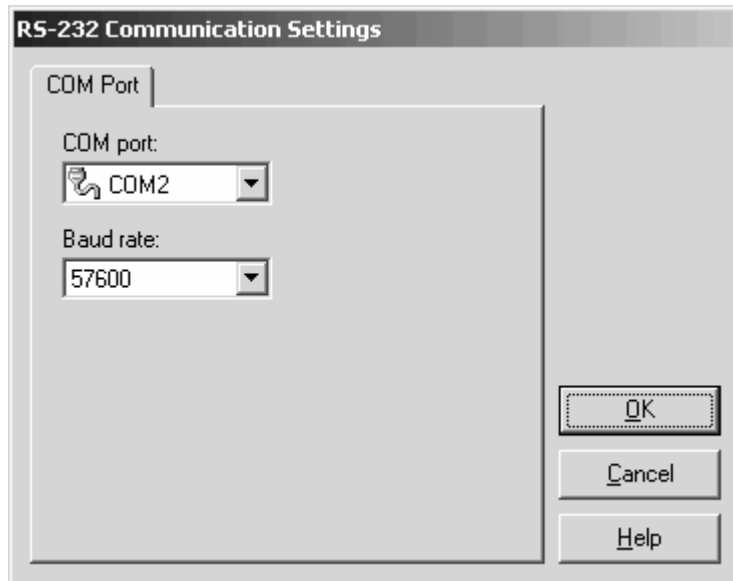 RS-232 Communication Settings
COM Port
COM port:
COM2
Baud rate:
57600
OK
Cancel
Help